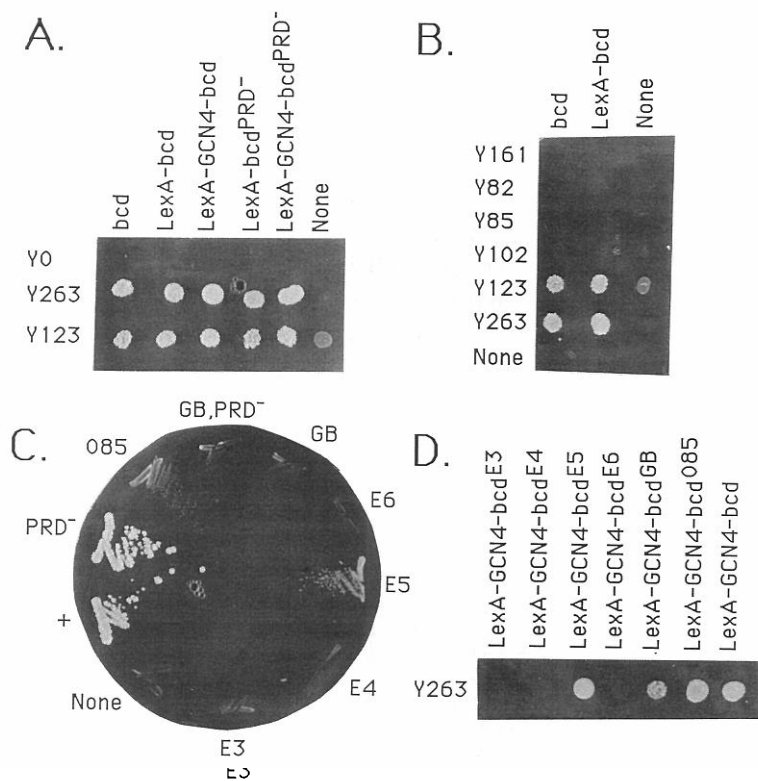 A.
bcd
LexA-bcd
LexA-GCN4-bcd
LexA-bcdPRD-
LexA-GCN4-bcdPRD-
None
Y0
Y263
Y123
B.
bcd
LexA-bcd
None
Y161
Y82
Y85
Y102
Y123
Y263
None
C.
GB,PRD-
GB
E6
E5
E4
E3
E3
None
+
PRD-
085
D.
LexA-GCN4-bcdE3
LexA-GCN4-bcdE4
LexA-GCN4-bcdE5
LexA-GCN4-bcdE6
LexA-GCN4-bcdGB
LexA-GCN4-bcd085
LexA-GCN4-bcd
Y263